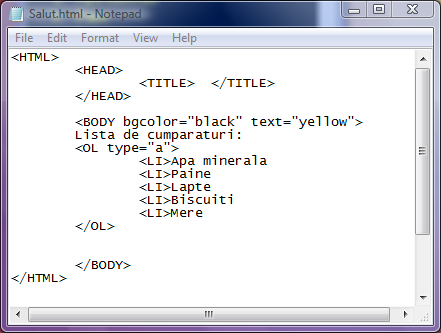 Salut.html - Notepad
File Edit Format View Help
<HTML>
<HEAD>
<TITLE> </TITLE>
</HEAD>
<BODY bgcolor="black" text="yellow">
Lista de cumparaturi:
<OL type="a">
<LI>Apa minerala
<LI>Paine
<LI>Lapte
<LI>Biscuiti
<LI>Mere
</OL>
</BODY>
</HTML>